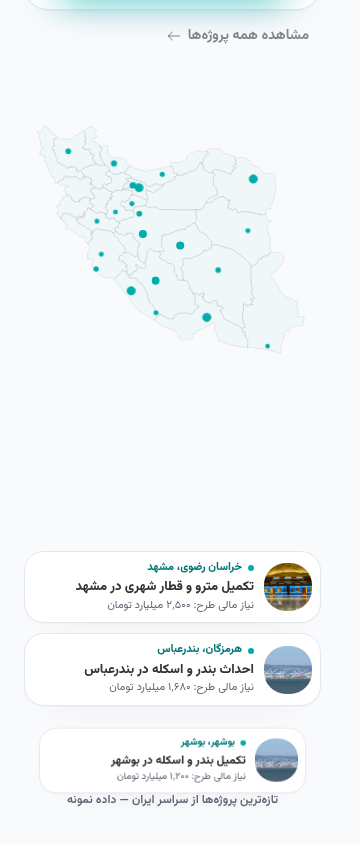 مشاهده همه پروژه‌ها ←
خراسان رضوی، مشهد
تکمیل مترو و قطار شهری در مشهد
نیاز مالی طرح: ۲,۵۰۰ میلیارد تومان
هرمزگان، بندرعباس
احداث بندر و اسکله در بندرعباس
نیاز مالی طرح: ۱,۶۸۰ میلیارد تومان
بوشهر، بوشهر
تکمیل بندر و اسکله در بوشهر
نیاز مالی طرح: ۱,۲۰۰ میلیارد تومان
تازه‌ترین پروژه‌ها از سراسر ایران — داده نمونه